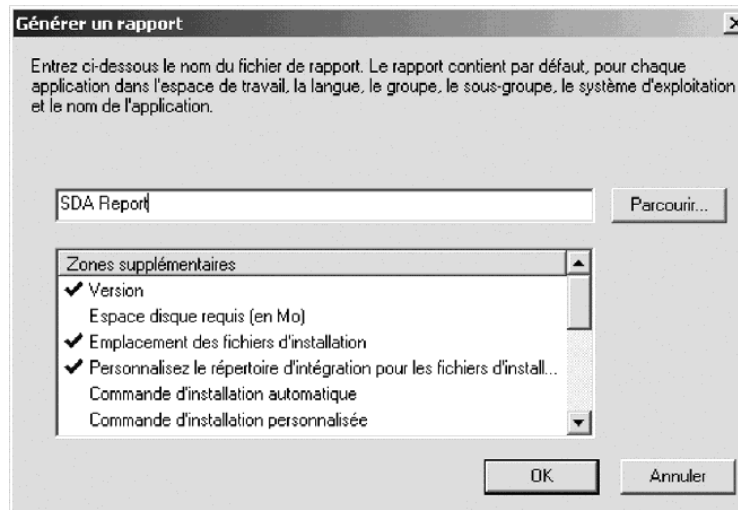 Générer un rapport
Entrez ci-dessous le nom du fichier de rapport. Le rapport contient par défaut, pour chaque
application dans l'espace de travail, la langue, le groupe, le sous-groupe, le système d'exploitation
et le nom de l'application.
SDA Report
Parcourir...
Zones supplémentaires
Version
Espace disque requis (en Mo)
Emplacement des fichiers d'installation
Personnalisez le répertoire d'intégration pour les fichiers d'install...
Commande d'installation automatique
Commande d'installation personnalisée
OK
Annuler